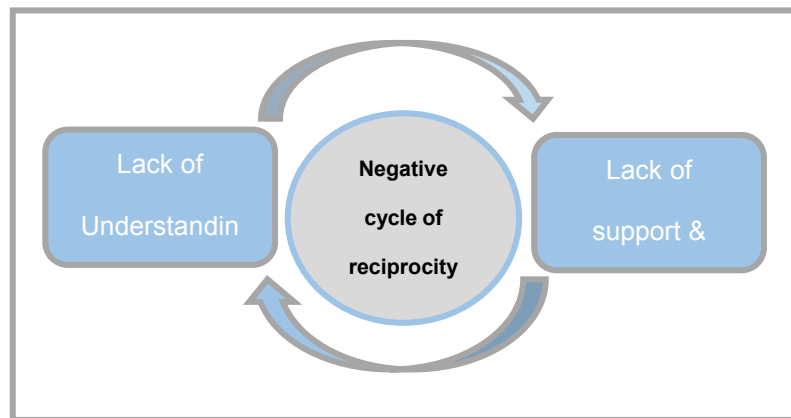 Lack of
Understandin
Negative
cycle of
reciprocity
Lack of
support &